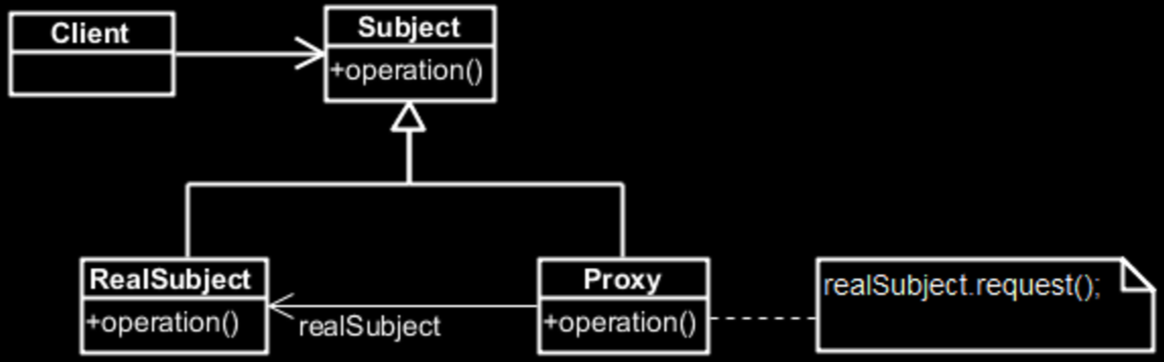 Client
Subject
+operation()
RealSubject
+operation()
realSubject
Proxy
+operation()
realSubject.request();